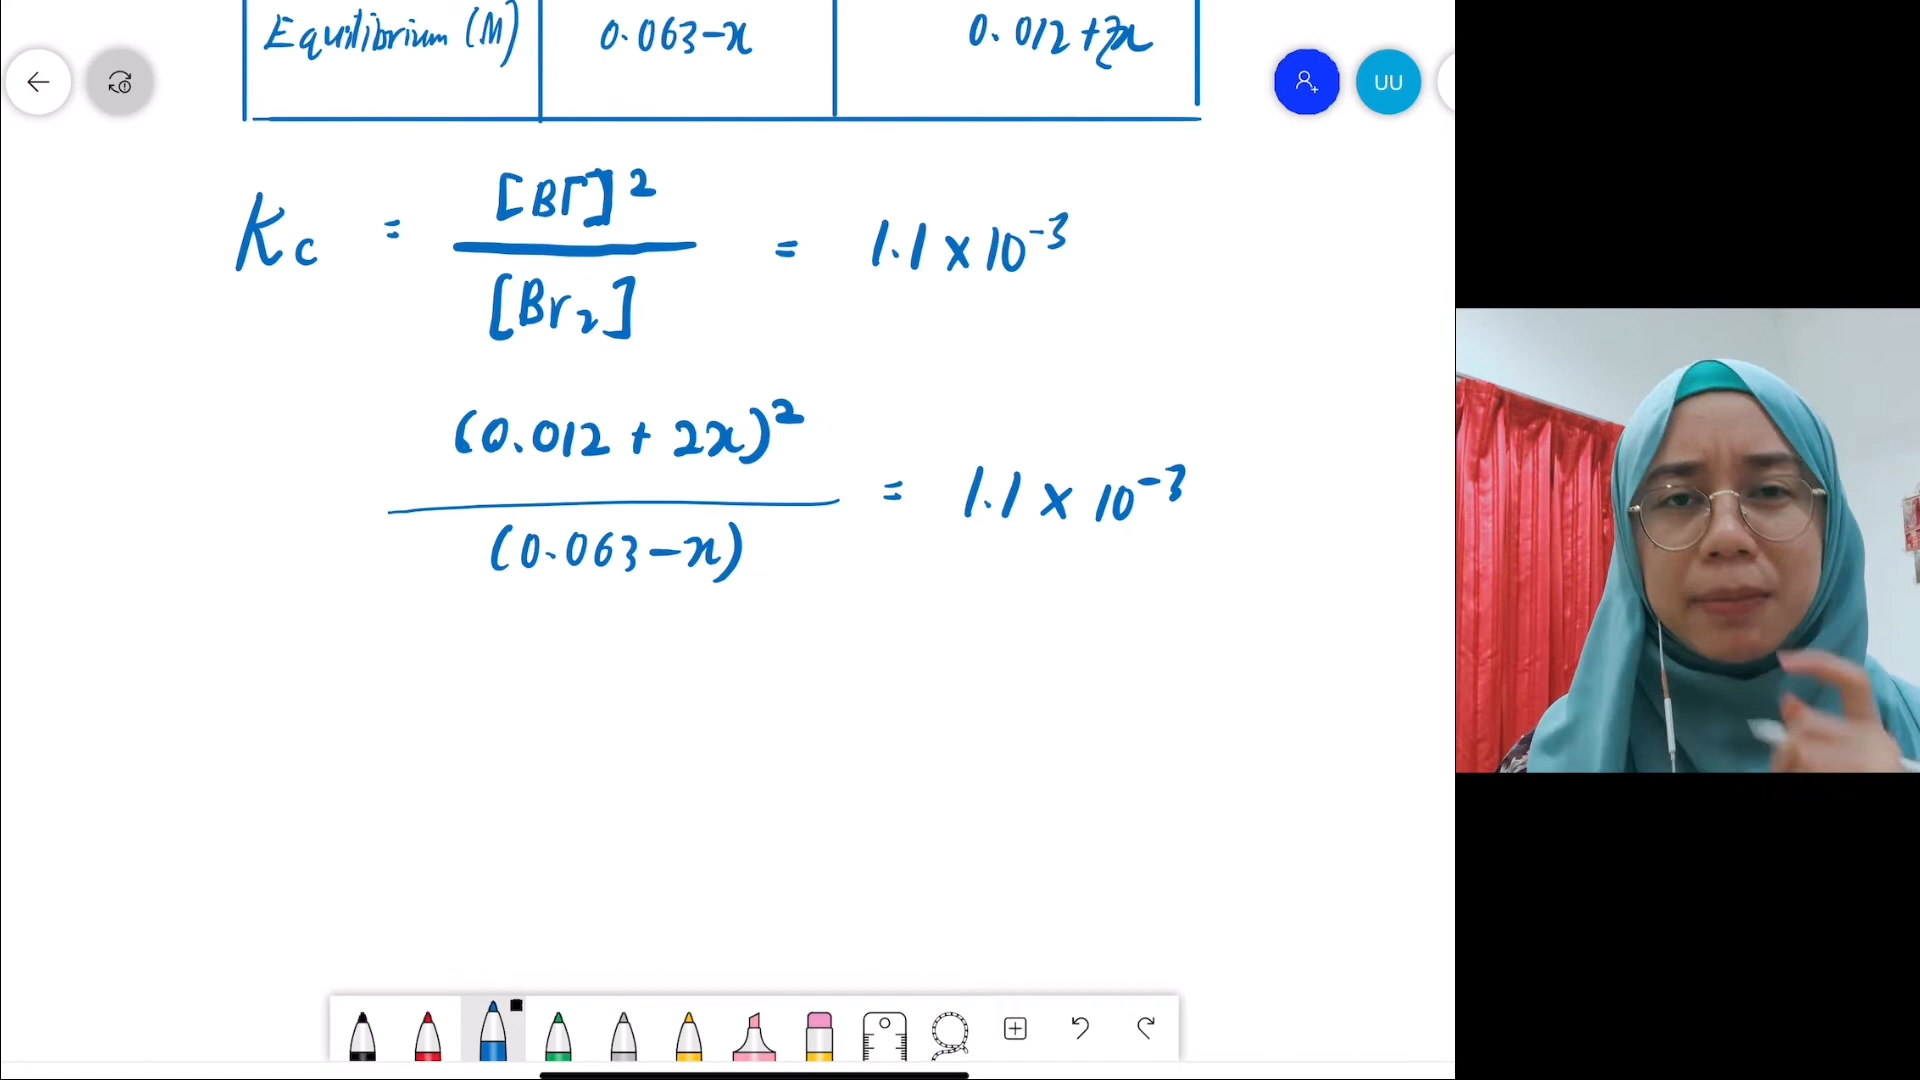 Equilibrium (M) 0.063-x 0.012+2x
UU
Kc = [Br]² / [Br₂] = 1.1 x 10⁻³
(0.012 + 2x)² / (0.063-x) = 1.1 x 10⁻³